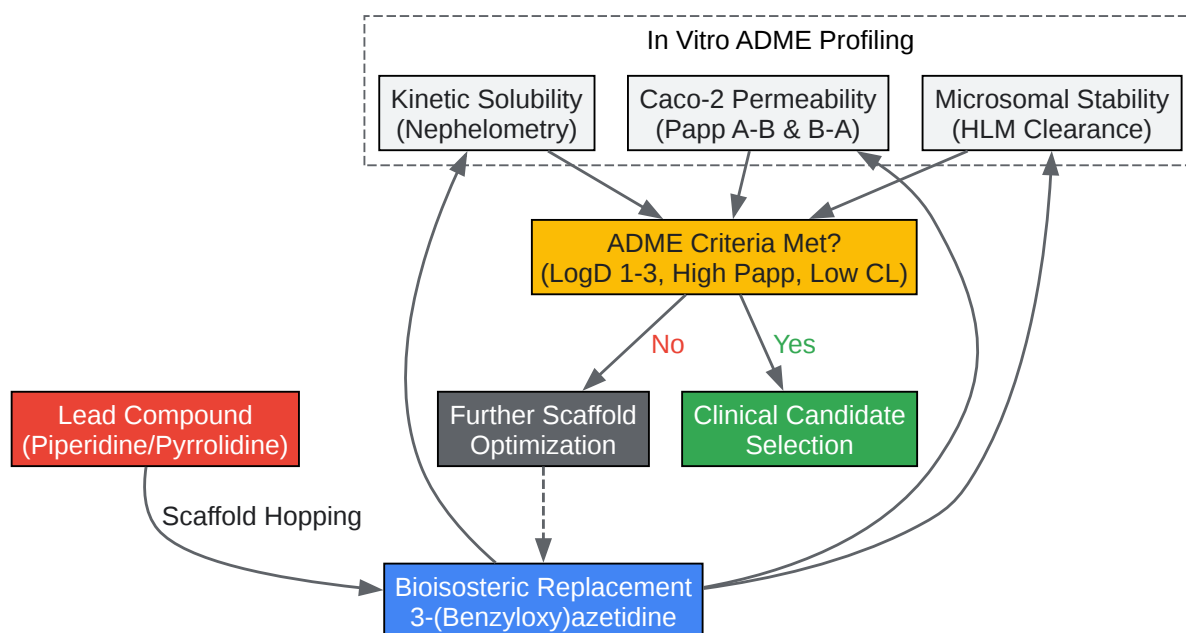 In Vitro ADME Profiling
Kinetic Solubility
(Nephelometry)
Caco-2 Permeability
(Papp A-B & B-A)
Microsomal Stability
(HLM Clearance)
ADME Criteria Met?
(LogD 1-3, High Papp, Low CL)
No
Yes
Lead Compound
(Piperidine/Pyrrolidine)
Further Scaffold
Optimization
Clinical Candidate
Selection
Scaffold Hopping
Bioisosteric Replacement
3-(Benzyloxy)azetidine